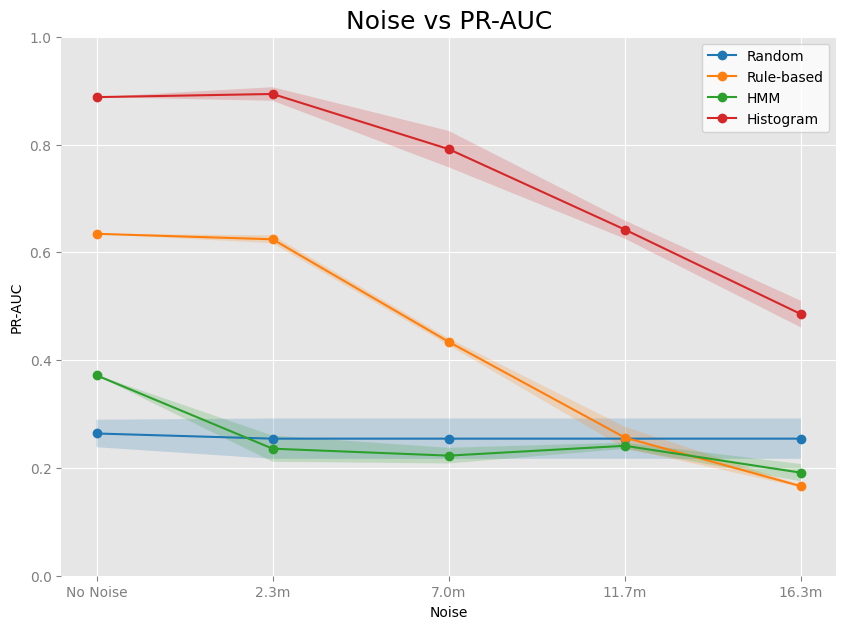 Noise vs PR-AUC
1.0
0.8
0.6
0.4
0.2
0.0
PR-AUC
Random
Rule-based
HMM
Histogram
No Noise 2.3m 7.0m 11.7m 16.3m
Noise